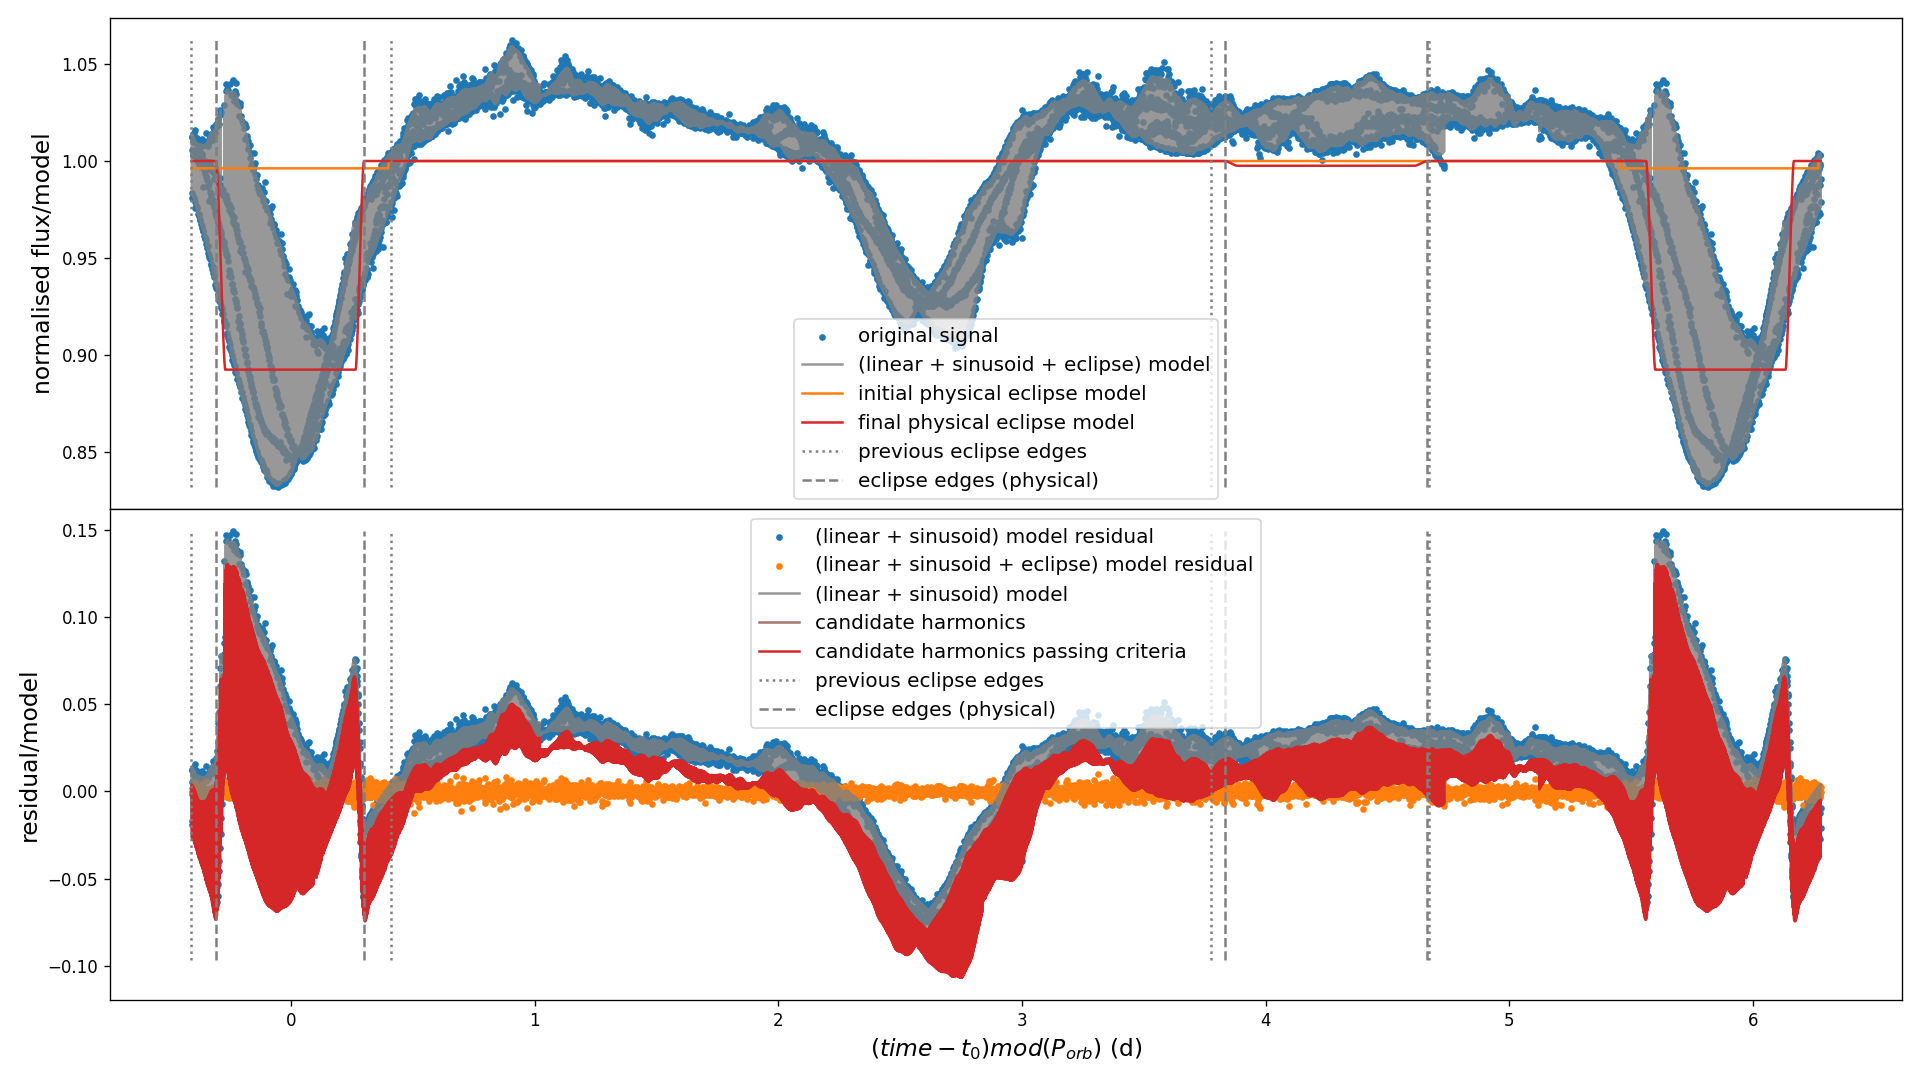 1.05
1.00
0.95
0.90
0.85
normalised flux/model
original signal
(linear + sinusoid + eclipse) model
initial physical eclipse model
final physical eclipse model
previous eclipse edges
eclipse edges (physical)
0.15
0.10
0.05
0.00
−0.05
−0.10
residual/model
(linear + sinusoid) model residual
(linear + sinusoid + eclipse) model residual
(linear + sinusoid) model
candidate harmonics
candidate harmonics passing criteria
previous eclipse edges
eclipse edges (physical)
0 1 2 3 4 5 6
(time − t₀)mod(P_orb) (d)